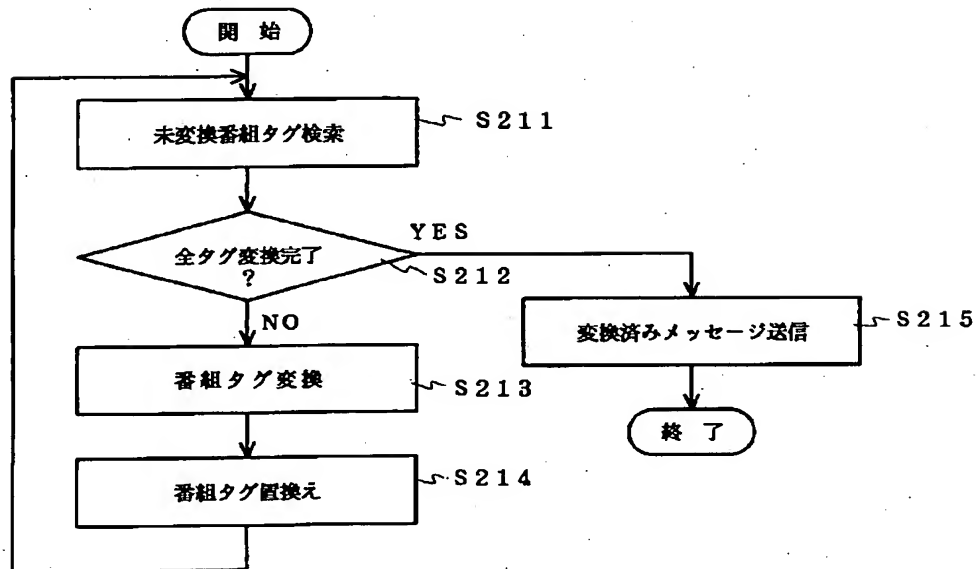 開 始
未変換番組タグ検索
S211
全タグ変換完了
?
YES
S212
NO
番組タグ変換
S213
変換済みメッセージ送信
S215
番組タグ置換え
S214
終 了